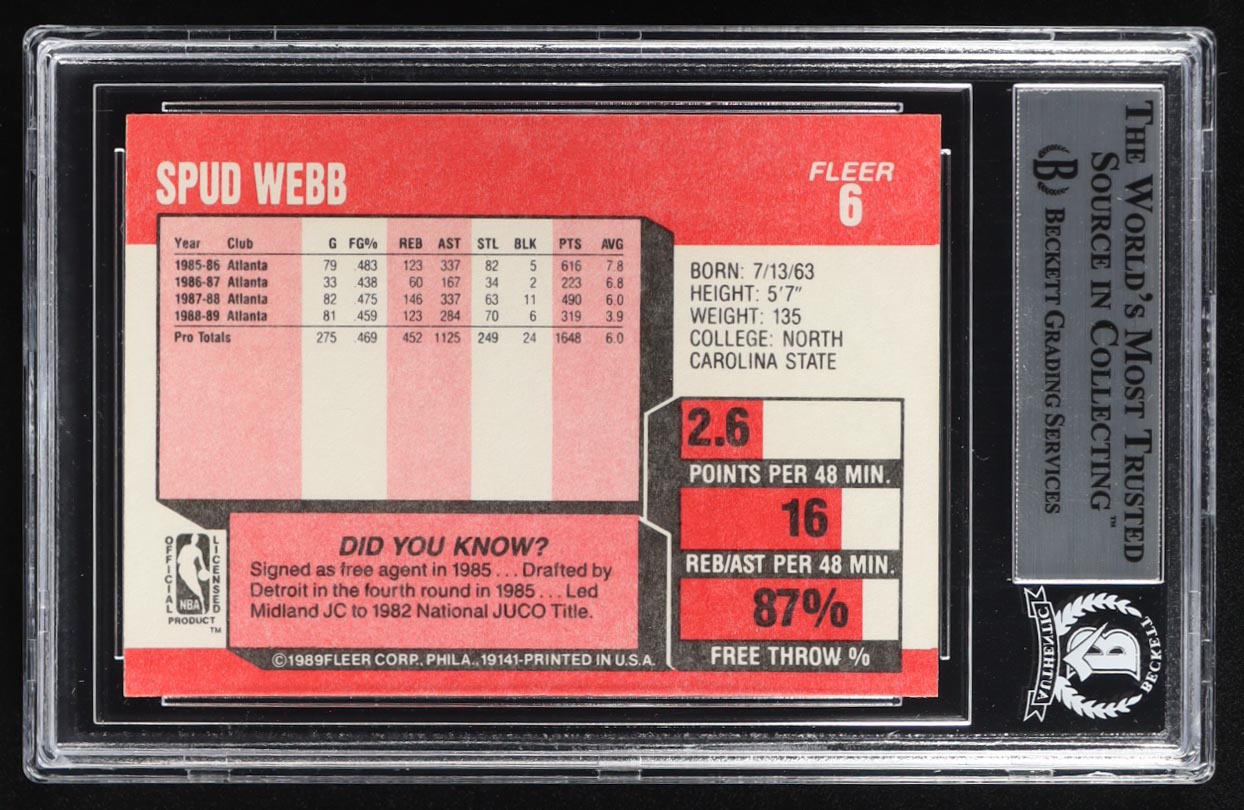 SPUD WEBB
FLEER
6
Year Club G FG% REB AST STL BLK PTS AVG
1985-86 Atlanta 79 .483 123 337 82 5 616 7.8
1986-87 Atlanta 33 .438 60 167 34 2 223 6.8
1987-88 Atlanta 82 .475 146 337 63 11 490 6.0
1988-89 Atlanta 81 .459 123 284 70 6 319 3.9
Pro Totals 275 .469 452 1125 249 24 1648 6.0
BORN: 7/13/63
HEIGHT: 5'7"
WEIGHT: 135
COLLEGE: NORTH
CAROLINA STATE
2.6
POINTS PER 48 MIN.
16
REB/AST PER 48 MIN.
87%
FREE THROW %
OFFICIAL
LICENSED
NBA
PRODUCT
TM
DID YOU KNOW?
Signed as free agent in 1985 ... Drafted by
Detroit in the fourth round in 1985 ... Led
Midland JC to 1982 National JUCO Title.
©1989 FLEER CORP. PHILA., 19141-PRINTED IN U.S.A.
THE WORLD'S MOST TRUSTED
SOURCE IN COLLECTING™
B BECKETT GRADING SERVICES
AUTHENTIC
B
BECKETT